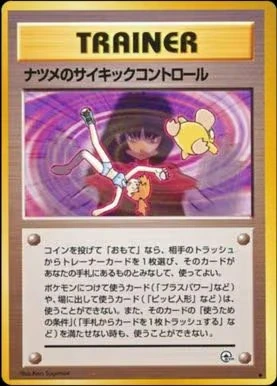 TRAINER
ナツメのサイキックコントロール
コインを投げて「おもて」なら、相手のトラッシュ
からトレーナーカードを1枚選び、そのカードが
あなたの手札にあるものとみなして、使ってよい。
ポケモンにつけて使うカード(「プラスパワー」など)
や、場に出して使うカード(「ピッピ人形」など)は、
使うことができない。また、そのカードの「使うため
の条件」(「手札からカードを1枚トラッシュする」な
ど)を満たせない時も、使うことができない。
Illus. Ken Sugimori